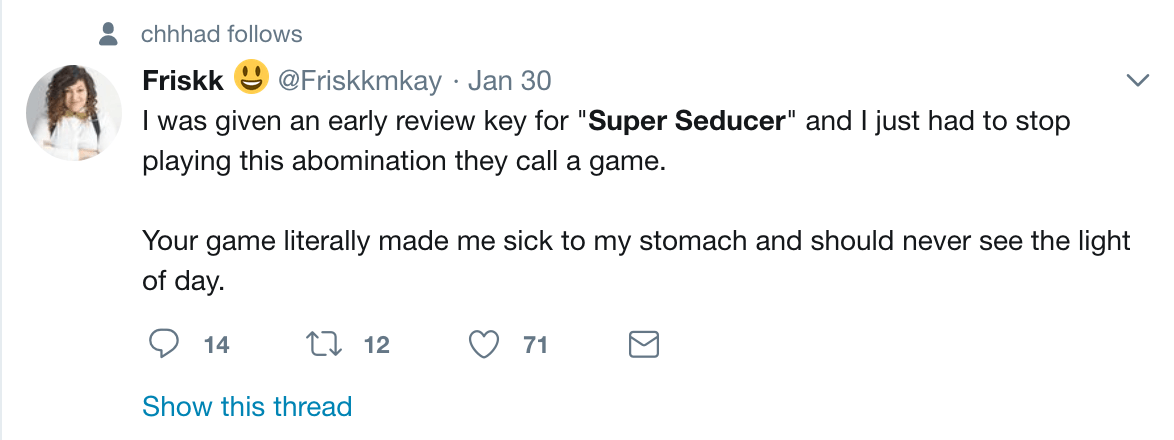 chhhad follows
Friskk 😃 @Friskkmkay · Jan 30
I was given an early review key for "Super Seducer" and I just had to stop
playing this abomination they call a game.
Your game literally made me sick to my stomach and should never see the light
of day.
14 12 71
Show this thread